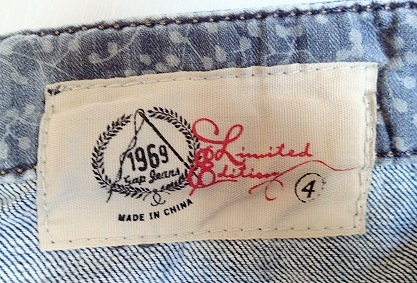 1969
Gap Jeans
MADE IN CHINA
Limited
Edition
4